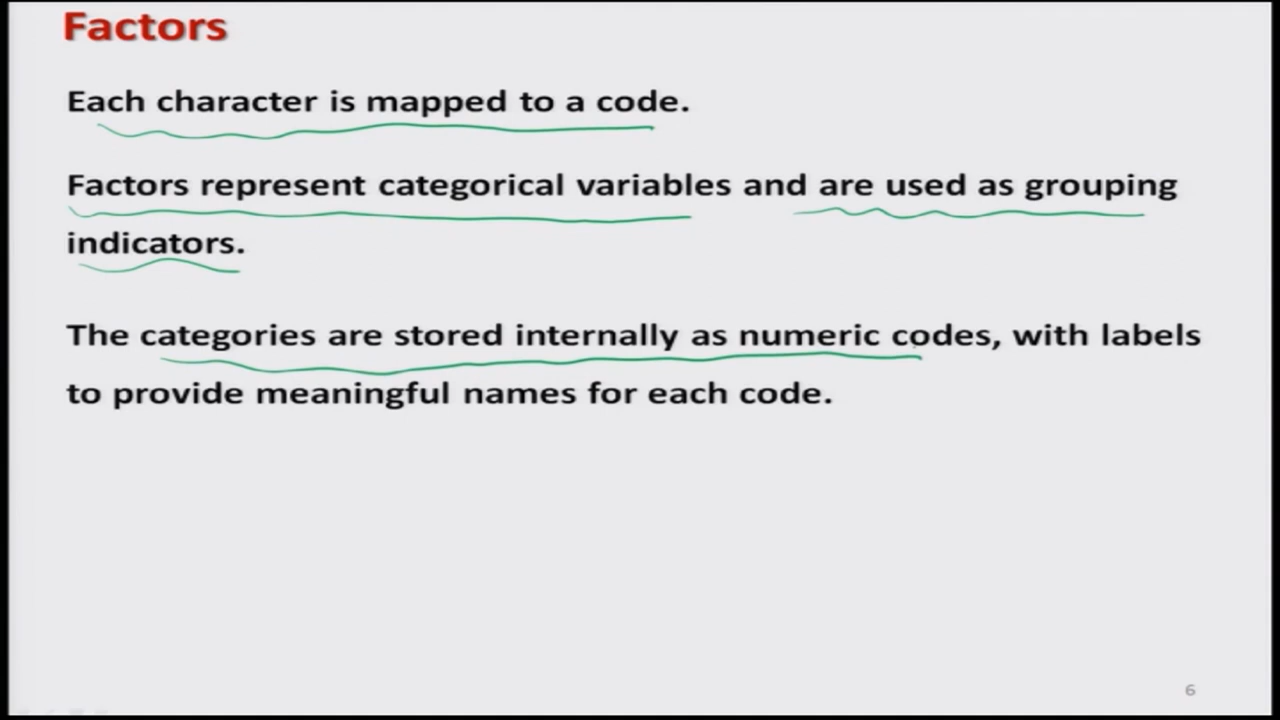 Factors
Each character is mapped to a code.
Factors represent categorical variables and are used as grouping
indicators.
The categories are stored internally as numeric codes, with labels
to provide meaningful names for each code.
6